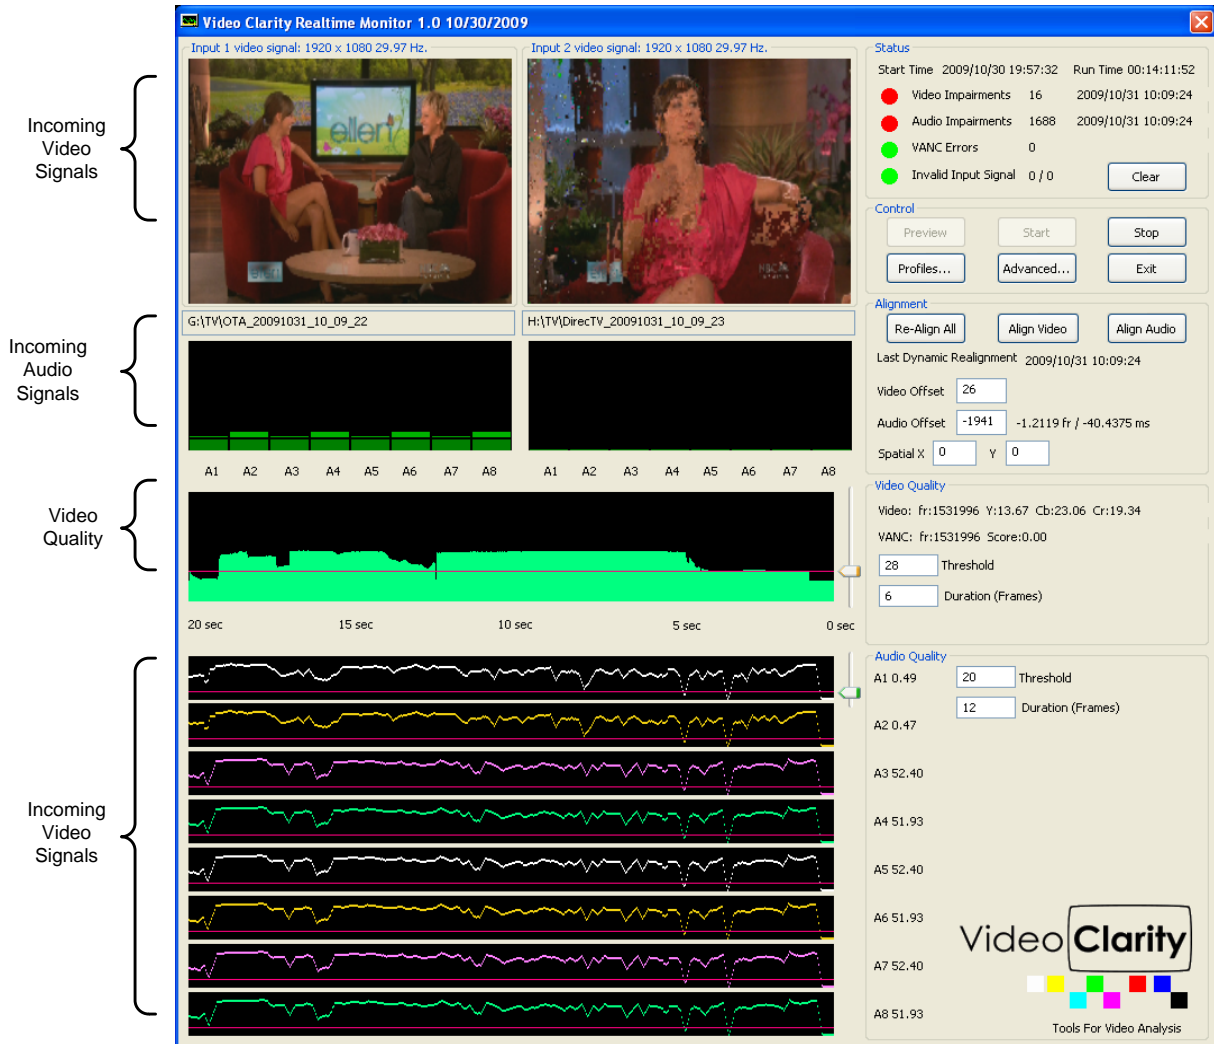 Video Clarity Realtime Monitor 1.0 10/30/2009
Incoming
Video
Signals
Input 1 video signal: 1920 x 1080 29.97 Hz.
Input 2 video signal: 1920 x 1080 29.97 Hz.
ellen
Status
Start Time 2009/10/30 19:57:32 Run Time 00:14:11:52
Video Impairments 16 2009/10/31 10:09:24
Audio Impairments 1688 2009/10/31 10:09:24
VANC Errors 0
Invalid Input Signal 0 / 0 Clear
Control
Preview Start Stop
Profiles... Advanced... Exit
Incoming
Audio
Signals
G:\TV\OTA_20091031_10_09_22
H:\TV\DirecTV_20091031_10_09_23
A1 A2 A3 A4 A5 A6 A7 A8
A1 A2 A3 A4 A5 A6 A7 A8
Alignment
Re-Align All Align Video Align Audio
Last Dynamic Realignment 2009/10/31 10:09:24
Video Offset 26
Audio Offset -1941 -1.2119 fr / -40.4375 ms
Spatial X 0 Y 0
Video
Quality
20 sec 15 sec 10 sec 5 sec 0 sec
Video Quality
Video: fr:1531996 Y:13.67 Cb:23.06 Cr:19.34
VANC: fr:1531996 Score:0.00
28 Threshold
6 Duration (Frames)
Incoming
Video
Signals
Audio Quality
A1 0.49 20 Threshold
12 Duration (Frames)
A2 0.47
A3 52.40
A4 51.93
A5 52.40
A6 51.93
A7 52.40
A8 51.93
Video Clarity
Tools For Video Analysis